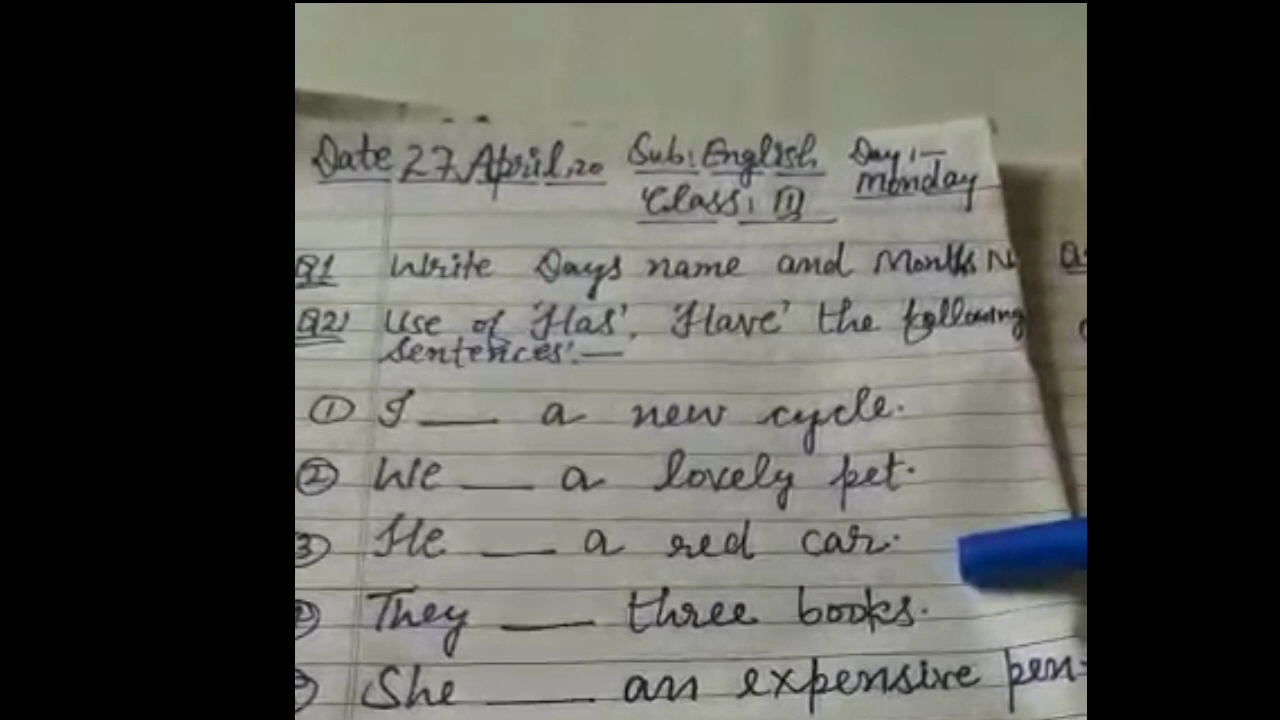 Date 27 April, 20 Sub: English Day :- Monday
Class: III
Q1 Write Days name and Months N
Q2) Use of 'Has', 'Have' the following
sentences:—
① I ___ a new cycle.
② We ___ a lovely pet.
③ He ___ a red car.
They ___ three books.
She ___ an expensive pen.